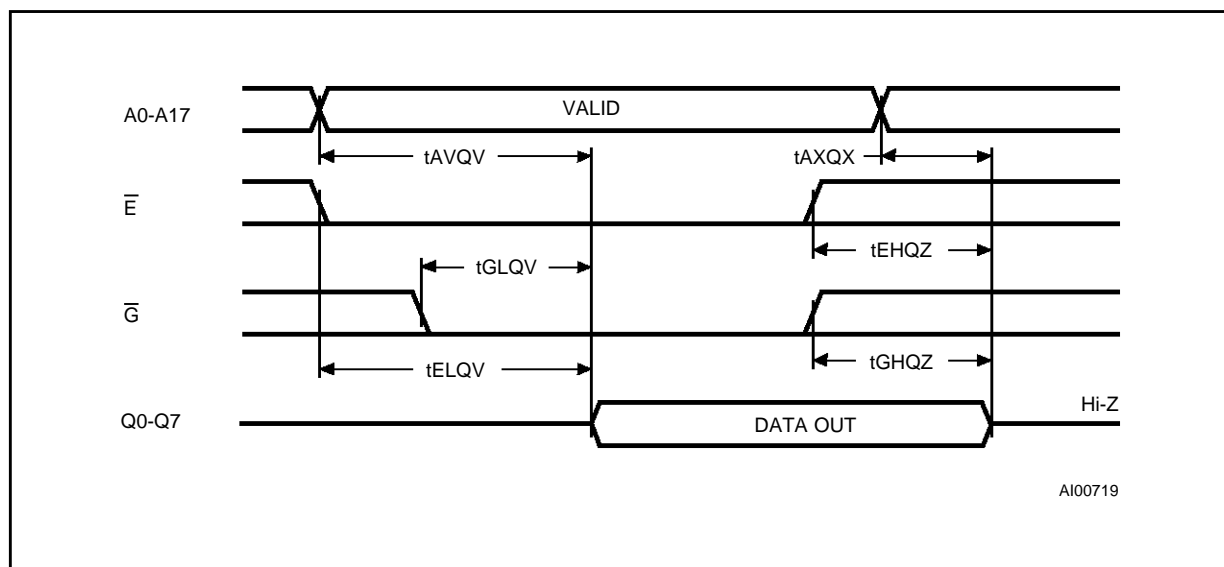 A0-A17
VALID
tAVQV
tAXQX
E
tEHQZ
tGLQV
G
tGHQZ
tELQV
Hi-Z
Q0-Q7
DATA OUT
AI00719